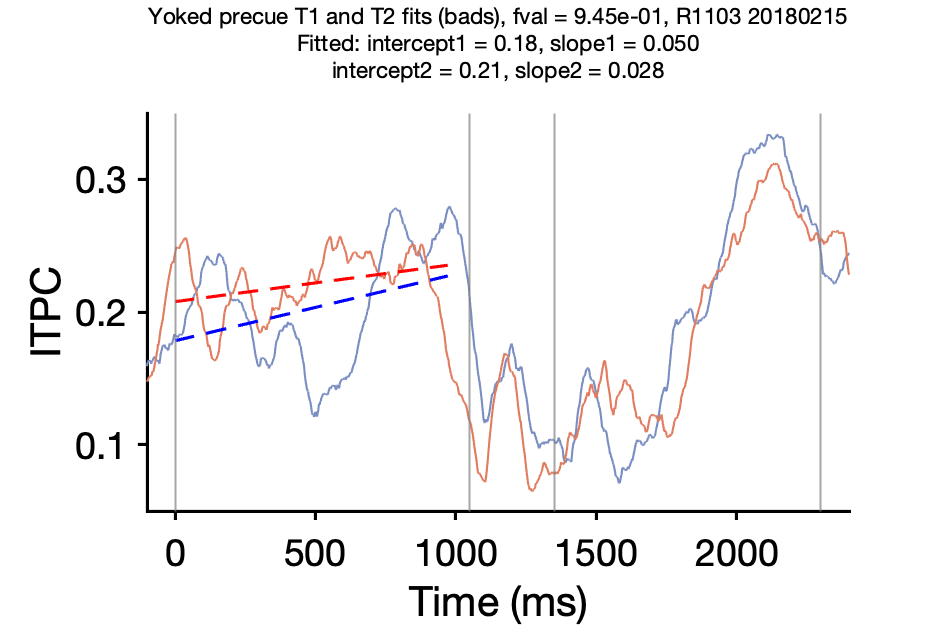 Yoked precue T1 and T2 fits (bads), fval = 9.45e-01, R1103 20180215
Fitted: intercept1 = 0.18, slope1 = 0.050
intercept2 = 0.21, slope2 = 0.028
0.3
0.2
0.1
ITPC
0 500 1000 1500 2000
Time (ms)